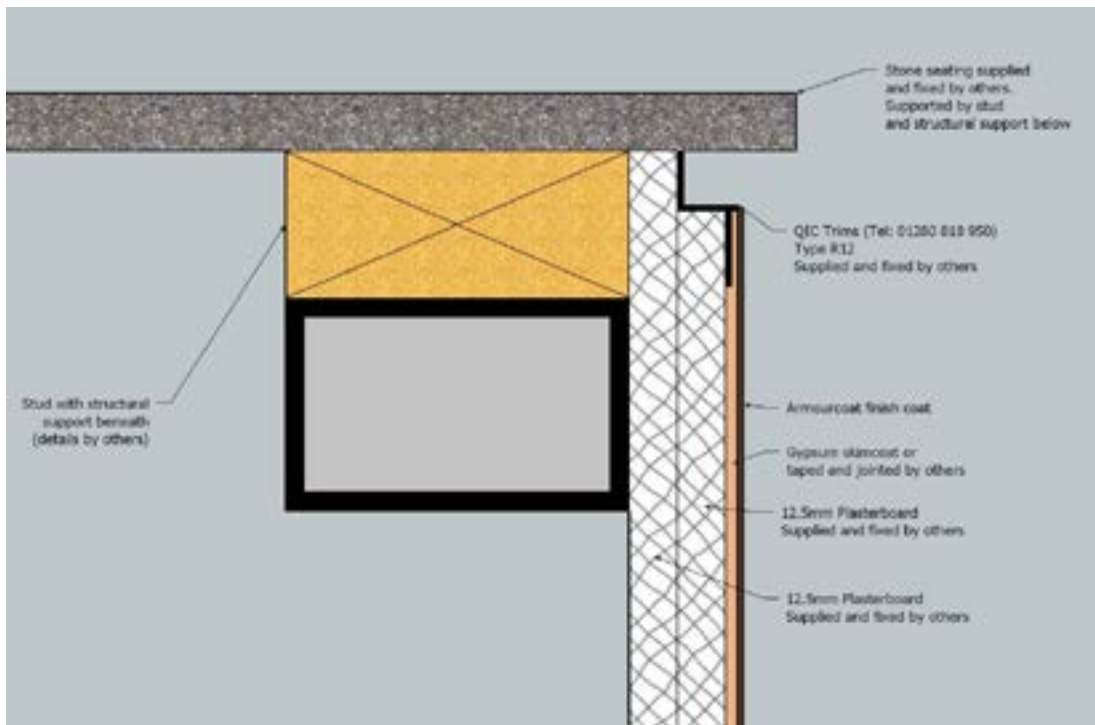 Stone seating supplied
and fixed by others.
Supported by stud
and structural support below
QIC Trims (Tel: 01280 818 950)
Type R12
Supplied and fixed by others
Stud with structural
support beneath
(details by others)
Armourcoat finish coat
Gypsum skimcoat or
taped and jointed by others
12.5mm Plasterboard
Supplied and fixed by others
12.5mm Plasterboard
Supplied and fixed by others